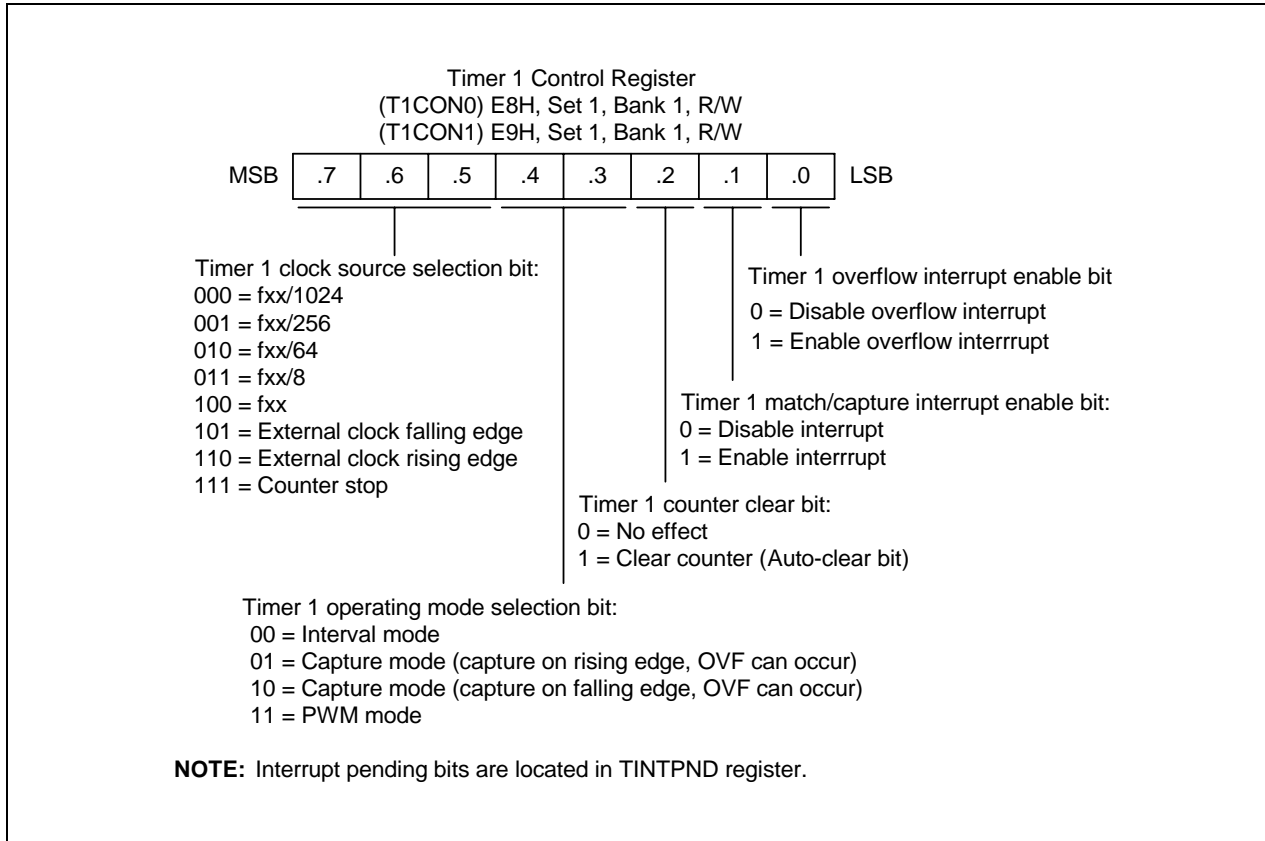 Timer 1 Control Register
(T1CON0) E8H, Set 1, Bank 1, R/W
(T1CON1) E9H, Set 1, Bank 1, R/W
MSB .7 .6 .5 .4 .3 .2 .1 .0 LSB
Timer 1 clock source selection bit:
000 = fxx/1024
001 = fxx/256
010 = fxx/64
011 = fxx/8
100 = fxx
101 = External clock falling edge
110 = External clock rising edge
111 = Counter stop
Timer 1 overflow interrupt enable bit
0 = Disable overflow interrupt
1 = Enable overflow interrrupt
Timer 1 match/capture interrupt enable bit:
0 = Disable interrupt
1 = Enable interrrupt
Timer 1 counter clear bit:
0 = No effect
1 = Clear counter (Auto-clear bit)
Timer 1 operating mode selection bit:
00 = Interval mode
01 = Capture mode (capture on rising edge, OVF can occur)
10 = Capture mode (capture on falling edge, OVF can occur)
11 = PWM mode
NOTE: Interrupt pending bits are located in TINTPND register.